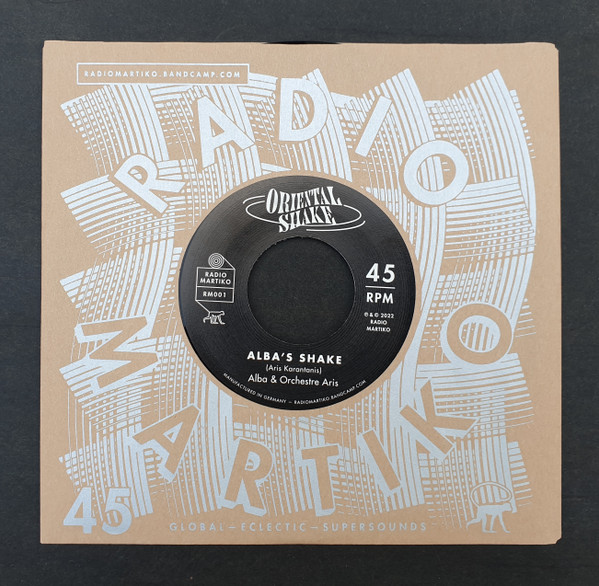 RADIOMARTIKO.BANDCAMP.COM
RADIO
MARTIKO
ORIENTAL
SHAKE
RADIO
MARTIKO
RM001
45
RPM
℗ & © 2022
RADIO
MARTIKO
ALBA'S SHAKE
(Aris Karantanis)
Alba & Orchestre Aris
MANUFACTURED IN GERMANY – RADIOMARTIKO.BANDCAMP.COM
45
GLOBAL – ECLECTIC – SUPERSOUNDS